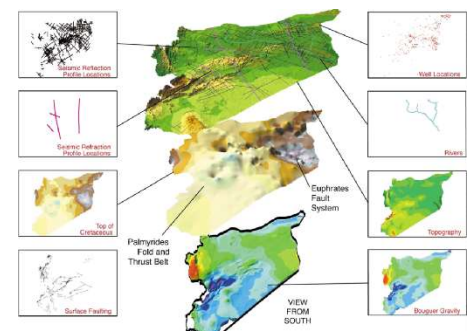 Seismic Reflection
Profile Locations
Seismic Refraction
Profile Locations
Top of
Cretaceous
Surface Faulting
Palmyrides
Fold and
Thrust Belt
Euphrates
Fault
System
VIEW
FROM
SOUTH
Well Locations
Rivers
Topography
Bouguer Gravity